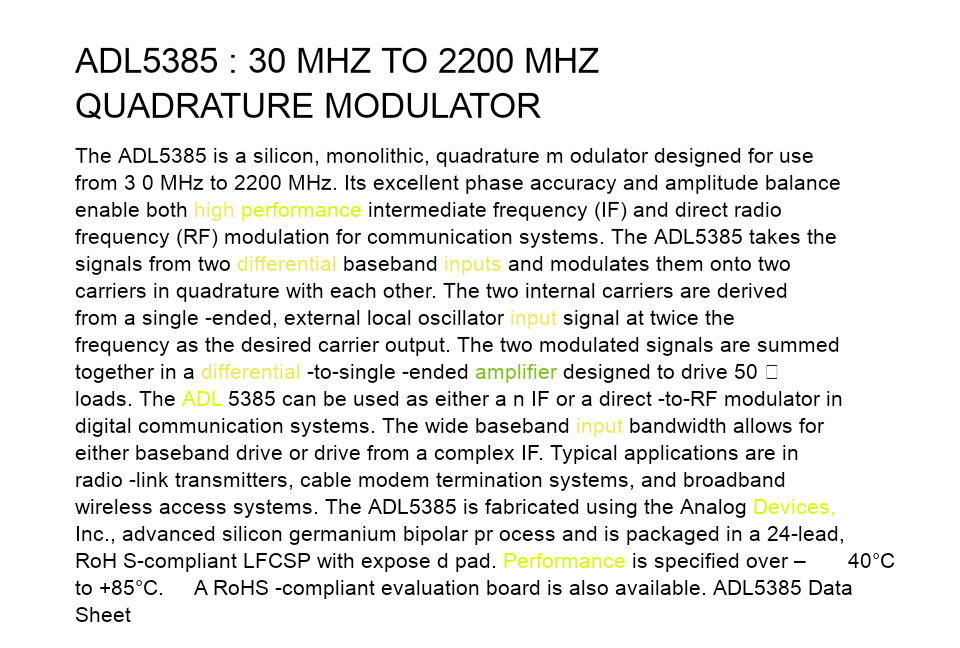 ADL5385 : 30 MHZ TO 2200 MHZ
QUADRATURE MODULATOR
The ADL5385 is a silicon, monolithic, quadrature m odulator designed for use
from 3 0 MHz to 2200 MHz. Its excellent phase accuracy and amplitude balance
enable both high performance intermediate frequency (IF) and direct radio
frequency (RF) modulation for communication systems. The ADL5385 takes the
signals from two differential baseband inputs and modulates them onto two
carriers in quadrature with each other. The two internal carriers are derived
from a single -ended, external local oscillator input signal at twice the
frequency as the desired carrier output. The two modulated signals are summed
together in a differential -to-single -ended amplifier designed to drive 50 □
loads. The ADL 5385 can be used as either a n IF or a direct -to-RF modulator in
digital communication systems. The wide baseband input bandwidth allows for
either baseband drive or drive from a complex IF. Typical applications are in
radio -link transmitters, cable modem termination systems, and broadband
wireless access systems. The ADL5385 is fabricated using the Analog Devices,
Inc., advanced silicon germanium bipolar pr ocess and is packaged in a 24-lead,
RoH S-compliant LFCSP with expose d pad. Performance is specified over – 40°C
to +85°C. A RoHS -compliant evaluation board is also available. ADL5385 Data
Sheet